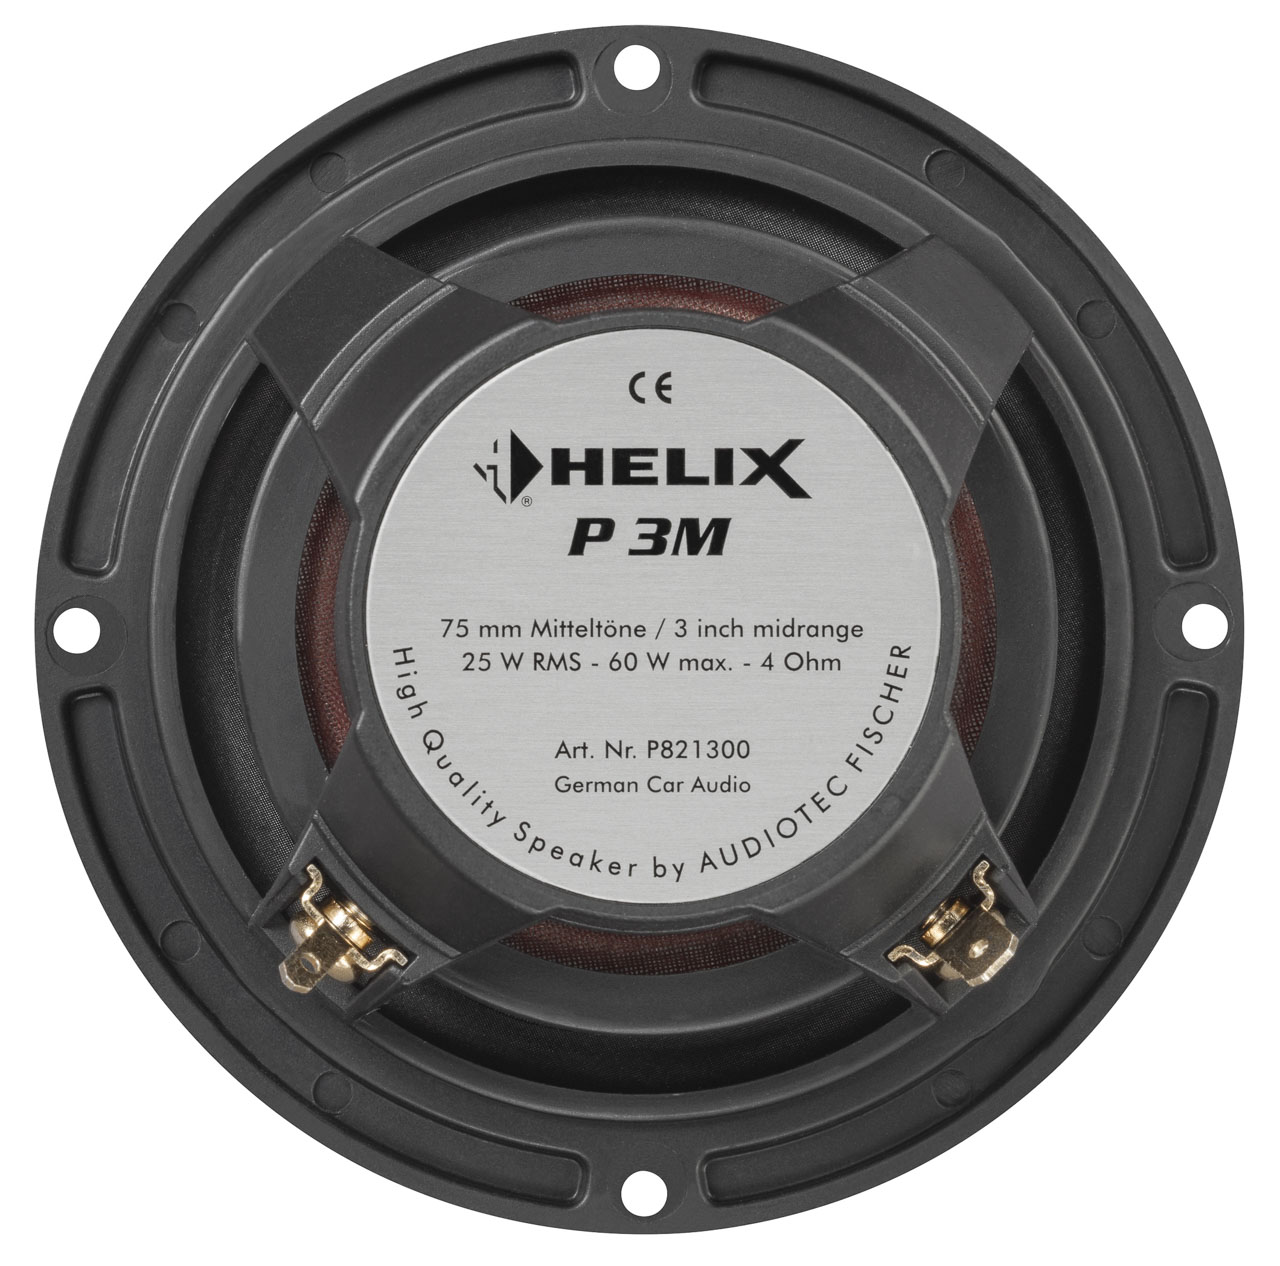 CE
HELIX
®
P 3M
75 mm Mitteltöne / 3 inch midrange
25 W RMS - 60 W max. - 4 Ohm
Art. Nr. P821300
German Car Audio
High Quality Speaker by AUDIOTEC FISCHER